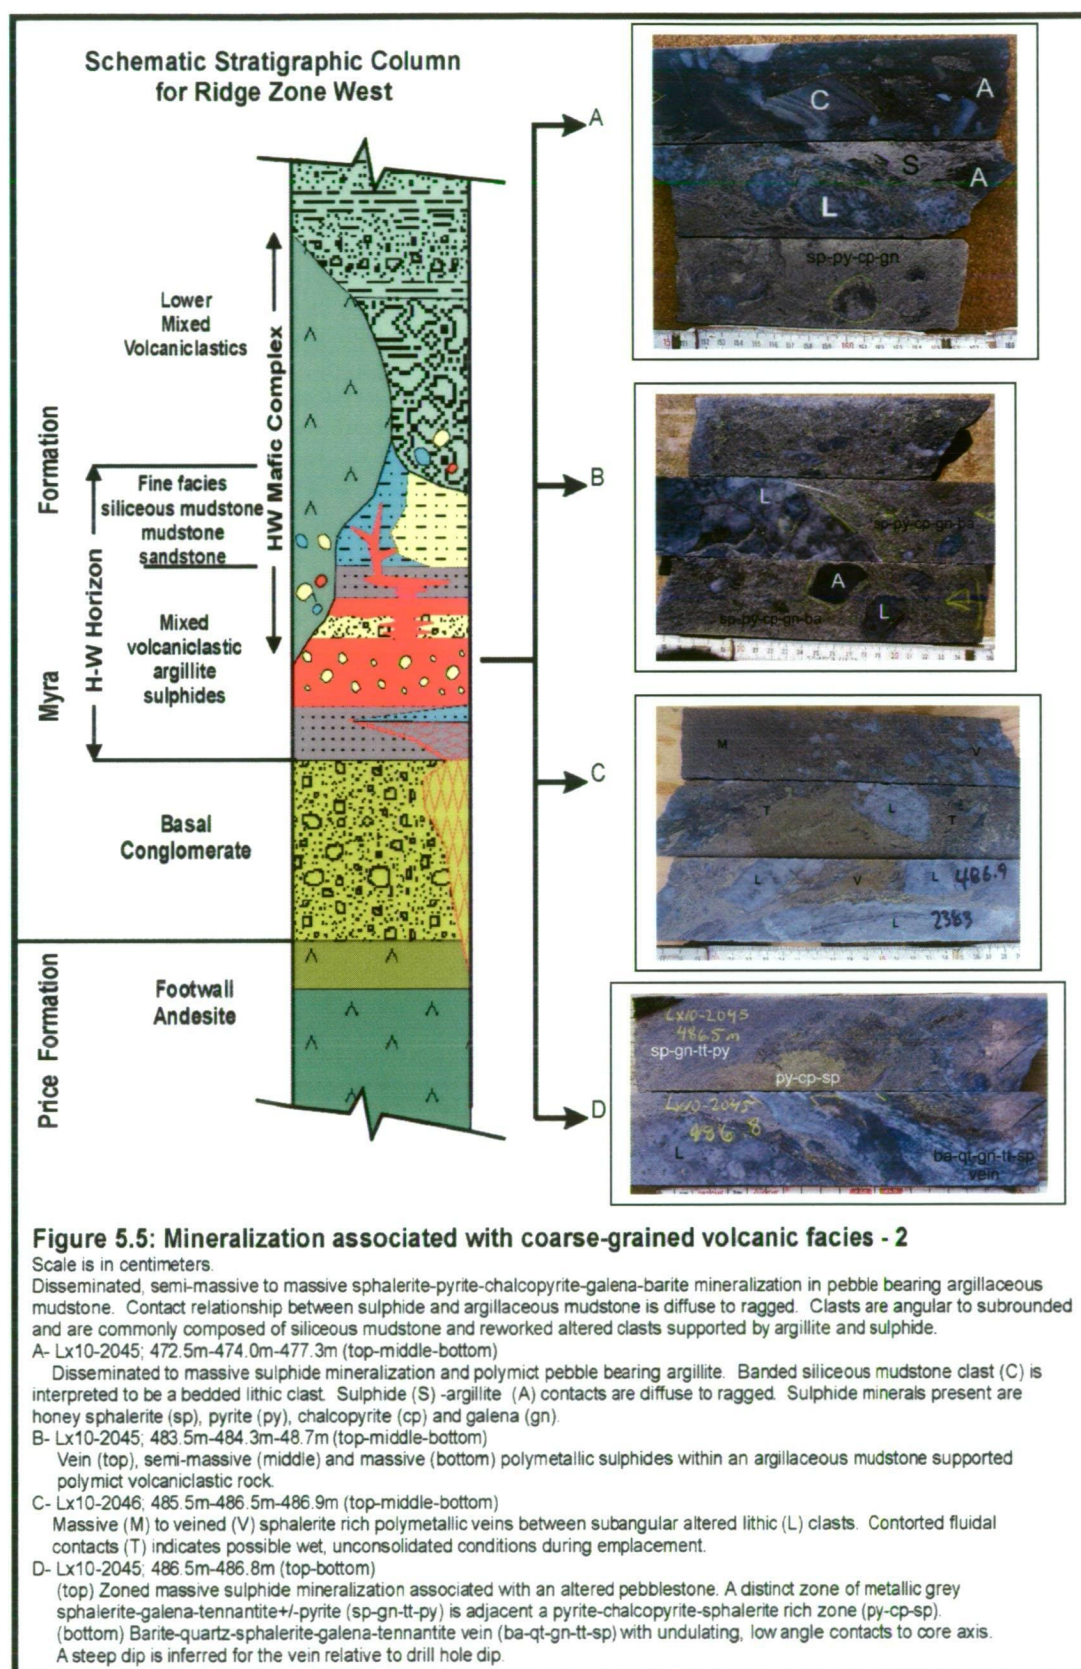 Schematic Stratigraphic Column
for Ridge Zone West
Lower
Mixed
Volcaniclastics
HW Mafic Complex
Formation
Fine facies
siliceous mudstone
mudstone
sandstone
H-W Horizon
Mixed
volcaniclastic
argillite
sulphides
Myra
Basal
Conglomerate
Price Formation
Footwall
Andesite
A
B
C
D
C
A
S
A
L
sp-py-cp-gn
L
sp-py-cp-gn-ba
A
L
sp-py-cp-gn-ba
M
V
T
L
T
L
V
L
486.9
L
2383
Lx10-2045
486.5m
sp-gn-tt-py
py-cp-sp
Lx10-2045
486.8
L
ba-qt-gn-tt-sp
vein
Figure 5.5: Mineralization associated with coarse-grained volcanic facies - 2
Scale is in centimeters.
Disseminated, semi-massive to massive sphalerite-pyrite-chalcopyrite-galena-barite mineralization in pebble bearing argillaceous
mudstone. Contact relationship between sulphide and argillaceous mudstone is diffuse to ragged. Clasts are angular to subrounded
and are commonly composed of siliceous mudstone and reworked altered clasts supported by argillite and sulphide.
A- Lx10-2045; 472.5m-474.0m-477.3m (top-middle-bottom)
Disseminated to massive sulphide mineralization and polymict pebble bearing argillite. Banded siliceous mudstone clast (C) is
interpreted to be a bedded lithic clast. Sulphide (S) -argillite (A) contacts are diffuse to ragged. Sulphide minerals present are
honey sphalerite (sp), pyrite (py), chalcopyrite (cp) and galena (gn).
B- Lx10-2045; 483.5m-484.3m-48.7m (top-middle-bottom)
Vein (top), semi-massive (middle) and massive (bottom) polymetallic sulphides within an argillaceous mudstone supported
polymict volcaniclastic rock.
C- Lx10-2046; 485.5m-486.5m-486.9m (top-middle-bottom)
Massive (M) to veined (V) sphalerite rich polymetallic veins between subangular altered lithic (L) clasts. Contorted fluidal
contacts (T) indicates possible wet, unconsolidated conditions during emplacement.
D- Lx10-2045; 486.5m-486.8m (top-bottom)
(top) Zoned massive sulphide mineralization associated with an altered pebblestone. A distinct zone of metallic grey
sphalerite-galena-tennantite+/-pyrite (sp-gn-tt-py) is adjacent a pyrite-chalcopyrite-sphalerite rich zone (py-cp-sp).
(bottom) Barite-quartz-sphalerite-galena-tennantite vein (ba-qt-gn-tt-sp) with undulating, low angle contacts to core axis.
A steep dip is inferred for the vein relative to drill hole dip.